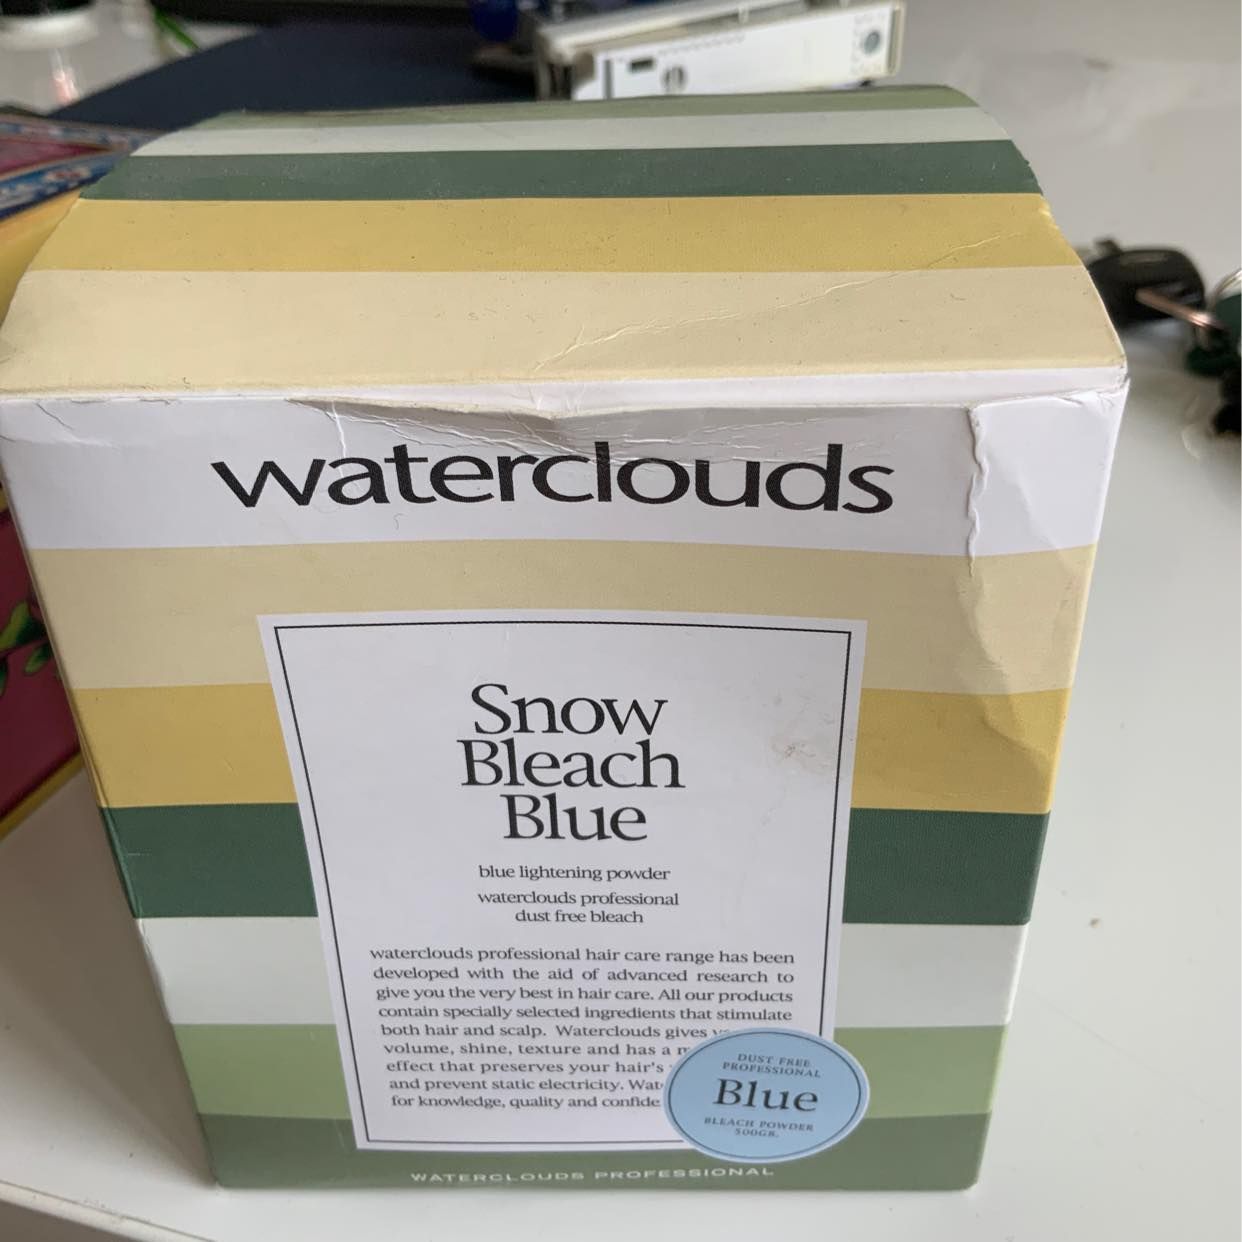 waterclouds
Snow
Bleach
Blue
blue lightening powder
waterclouds professional
dust free bleach
waterclouds professional hair care range has been
developed with the aid of advanced research to
give you the very best in hair care. All our products
contain specially selected ingredients that stimulate
both hair and scalp. Waterclouds gives
volume, shine, texture and has a
effect that preserves your hair's
and prevent static electricity.
for knowledge, quality and
DUST FREE
PROFESSIONAL
Blue
BLEACH POWDER
500GR.
WATERCLOUDS PROFESSIONAL